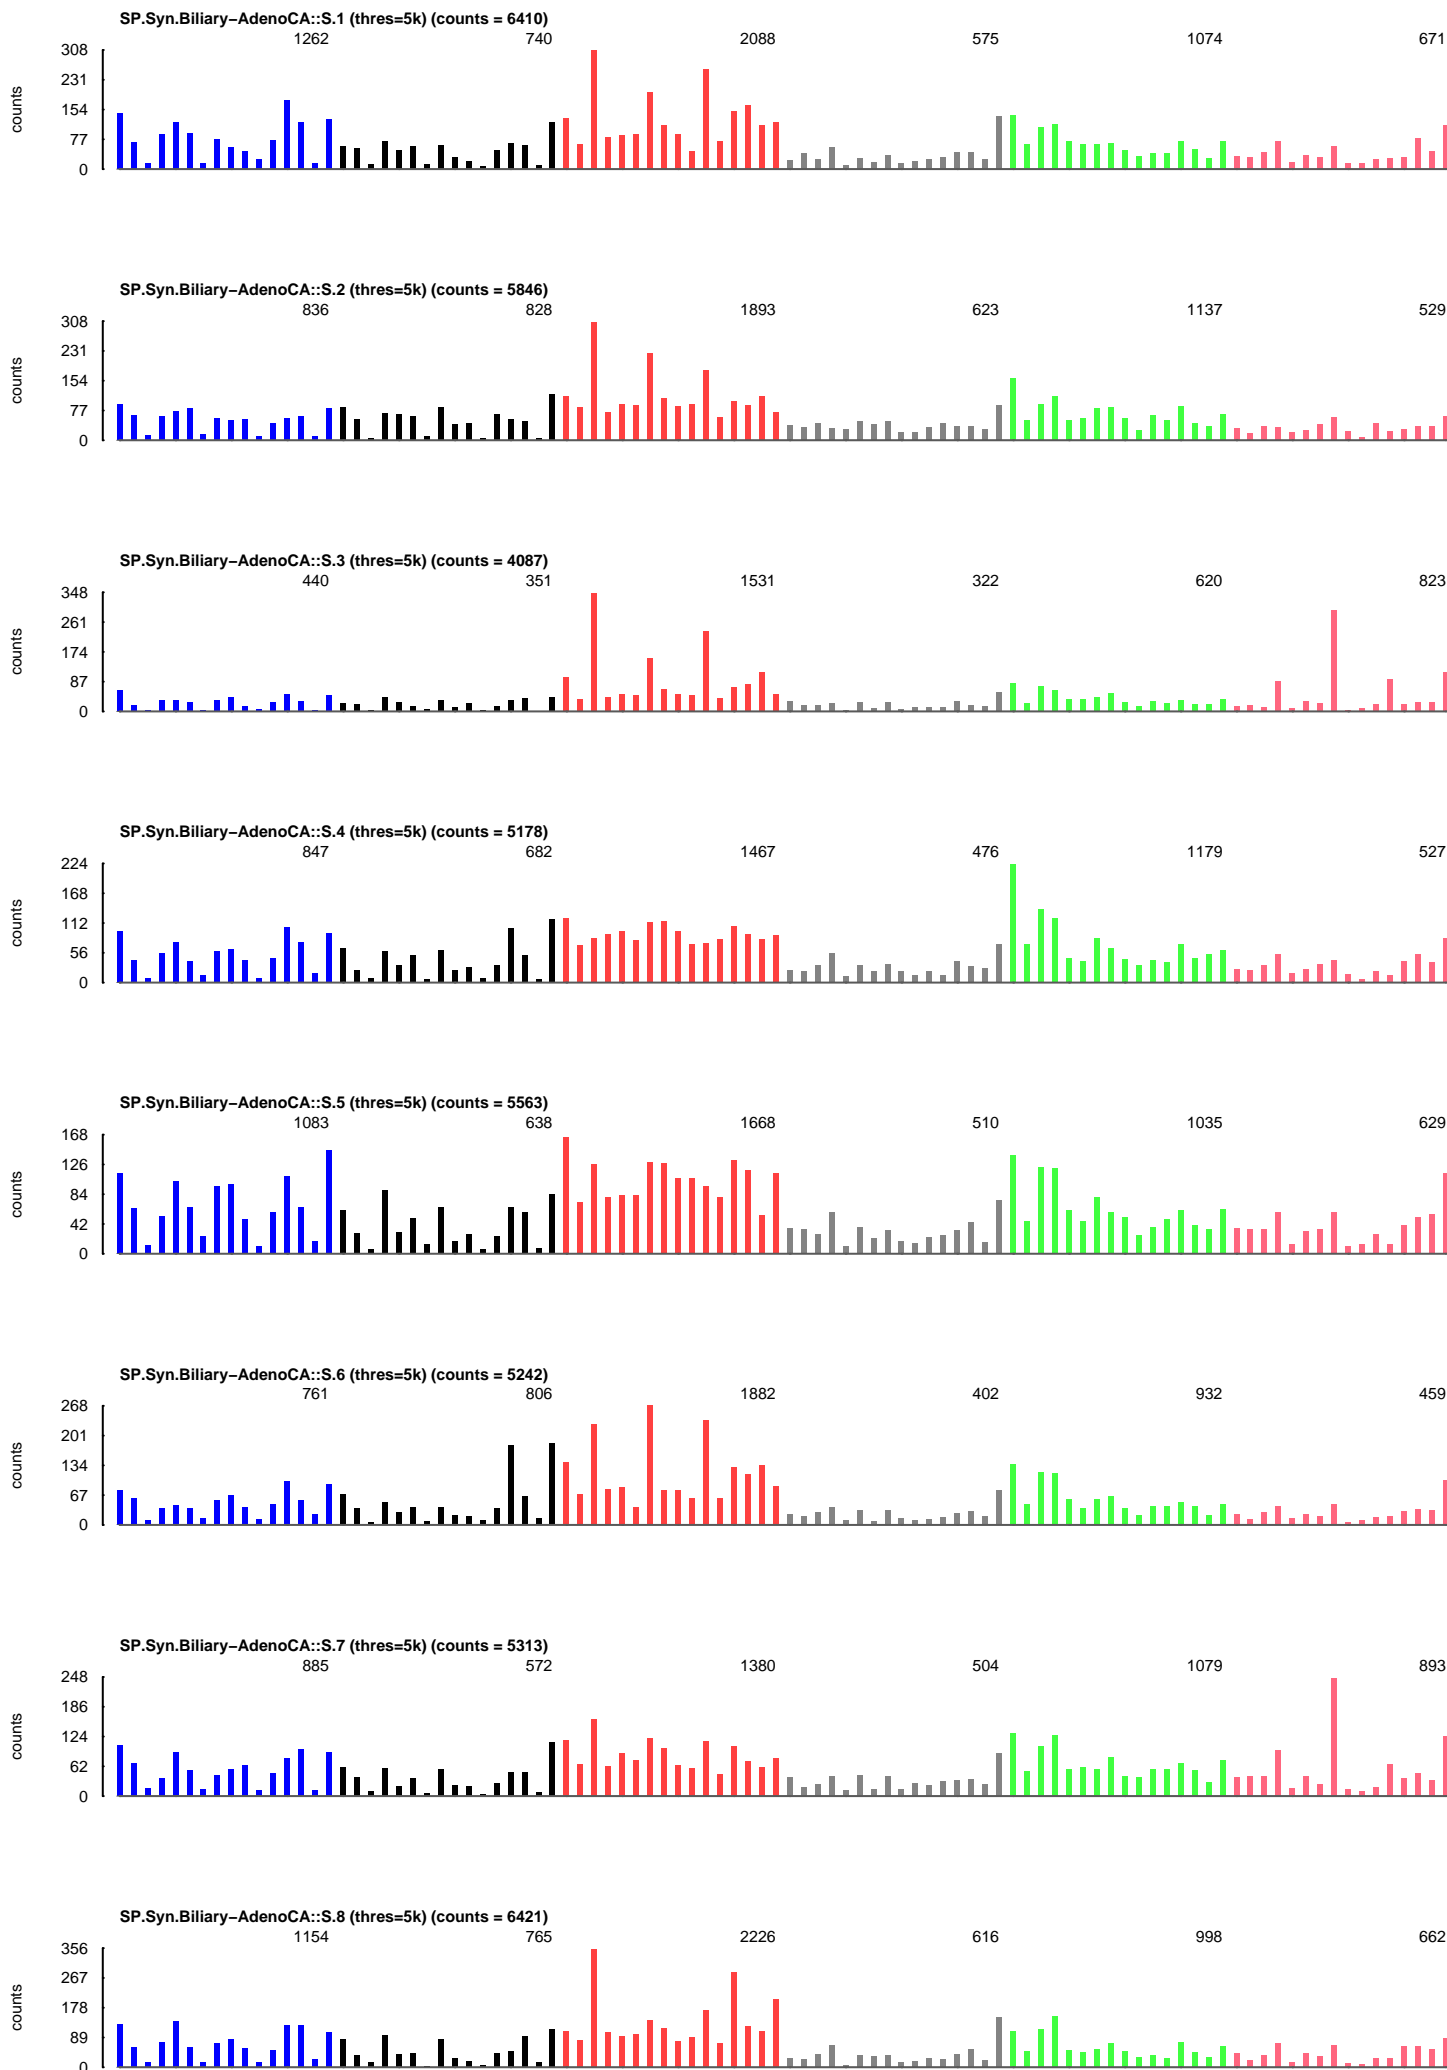 SP.Syn.Biliary−AdenoCA::S.1 (thres=5k) (counts = 6410)
1262 740 2088 575 1074 671
308
231
154
77
0
counts
SP.Syn.Biliary−AdenoCA::S.2 (thres=5k) (counts = 5846)
836 828 1893 623 1137 529
308
231
154
77
0
counts
SP.Syn.Biliary−AdenoCA::S.3 (thres=5k) (counts = 4087)
440 351 1531 322 620 823
348
261
174
87
0
counts
SP.Syn.Biliary−AdenoCA::S.4 (thres=5k) (counts = 5178)
847 682 1467 476 1179 527
224
168
112
56
0
counts
SP.Syn.Biliary−AdenoCA::S.5 (thres=5k) (counts = 5563)
1083 638 1668 510 1035 629
168
126
84
42
0
counts
SP.Syn.Biliary−AdenoCA::S.6 (thres=5k) (counts = 5242)
761 806 1882 402 932 459
268
201
134
67
0
counts
SP.Syn.Biliary−AdenoCA::S.7 (thres=5k) (counts = 5313)
885 572 1380 504 1079 893
248
186
124
62
0
counts
SP.Syn.Biliary−AdenoCA::S.8 (thres=5k) (counts = 6421)
1154 765 2226 616 998 662
356
267
178
89
0
counts